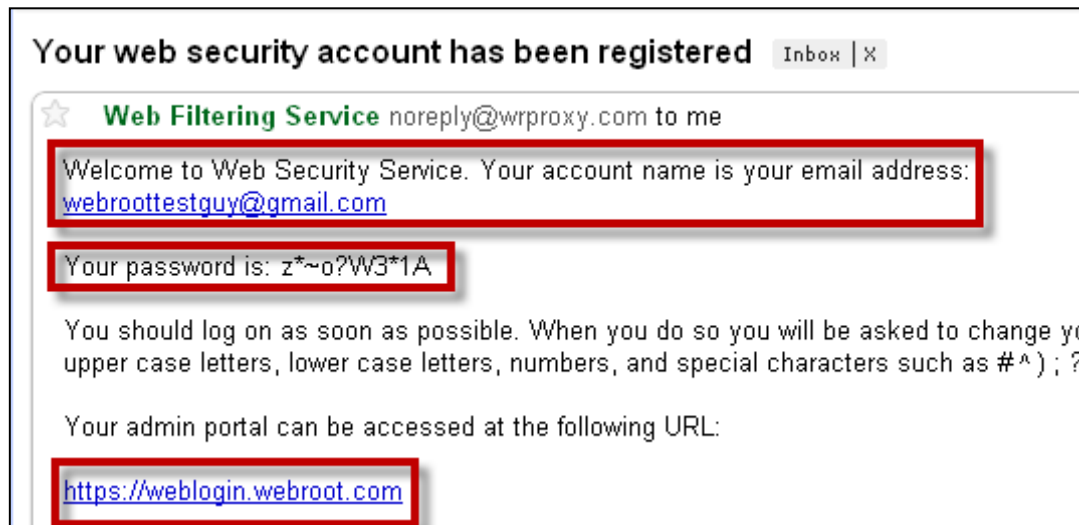 Your web security account has been registered Inbox | X
Web Filtering Service noreply@wrproxy.com to me
Welcome to Web Security Service. Your account name is your email address:
webroottestguy@gmail.com
Your password is: z*~o?W3*1A
You should log on as soon as possible. When you do so you will be asked to change yo
upper case letters, lower case letters, numbers, and special characters such as # ^ ) ; ?
Your admin portal can be accessed at the following URL:
https://weblogin.webroot.com